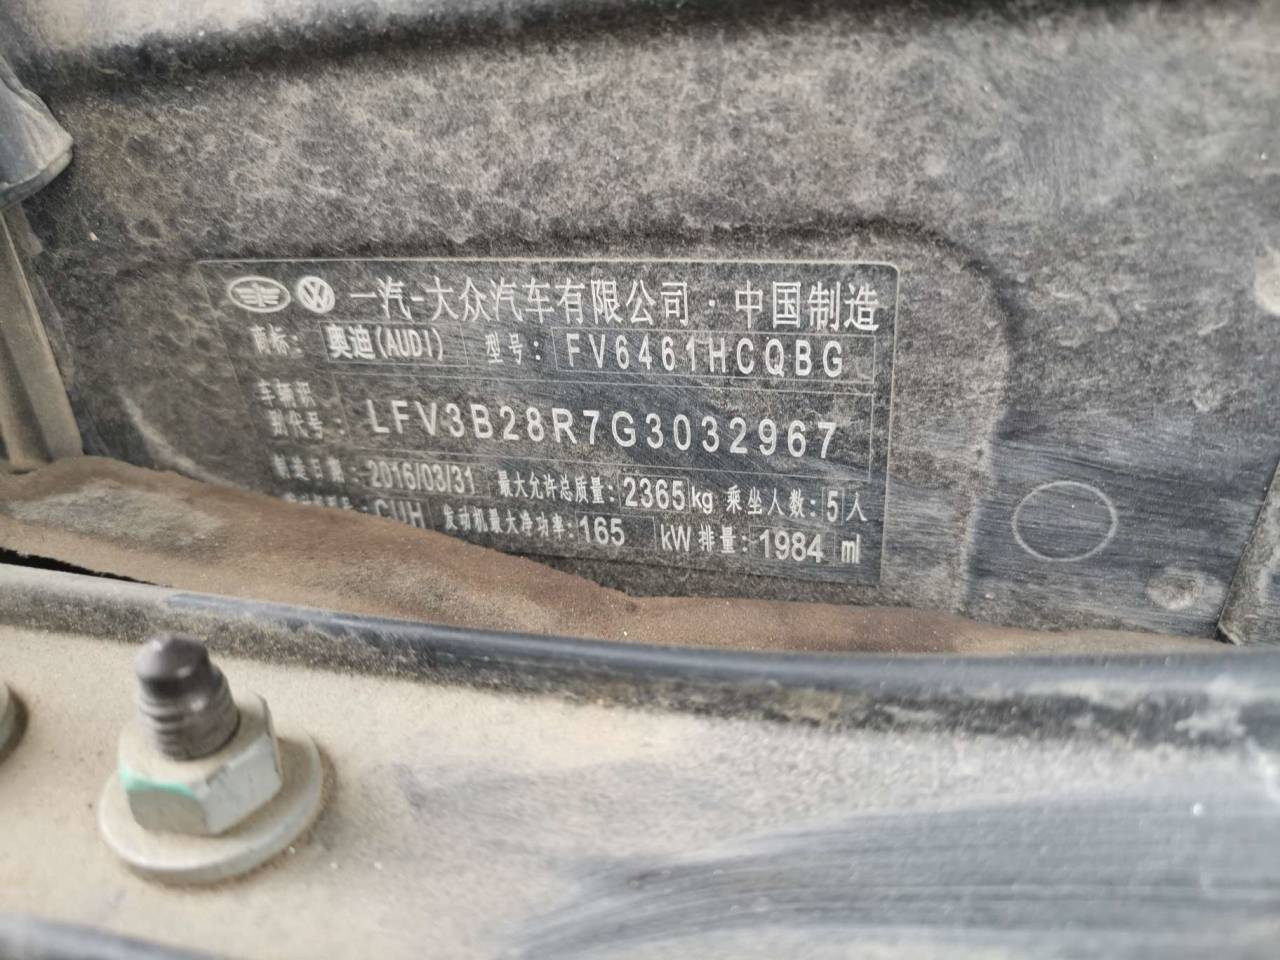 一汽-大众汽车有限公司·中国制造
商标: 奥迪(AUDI) 型号: FV6461HCQBG
车辆识
别代号: LFV3B28R7G3032967
制造日期: 2016/03/31 最大允许总质量: 2365kg 乘坐人数: 5人
CUH 发动机最大净功率: 165 kW 排量: 1984 ml